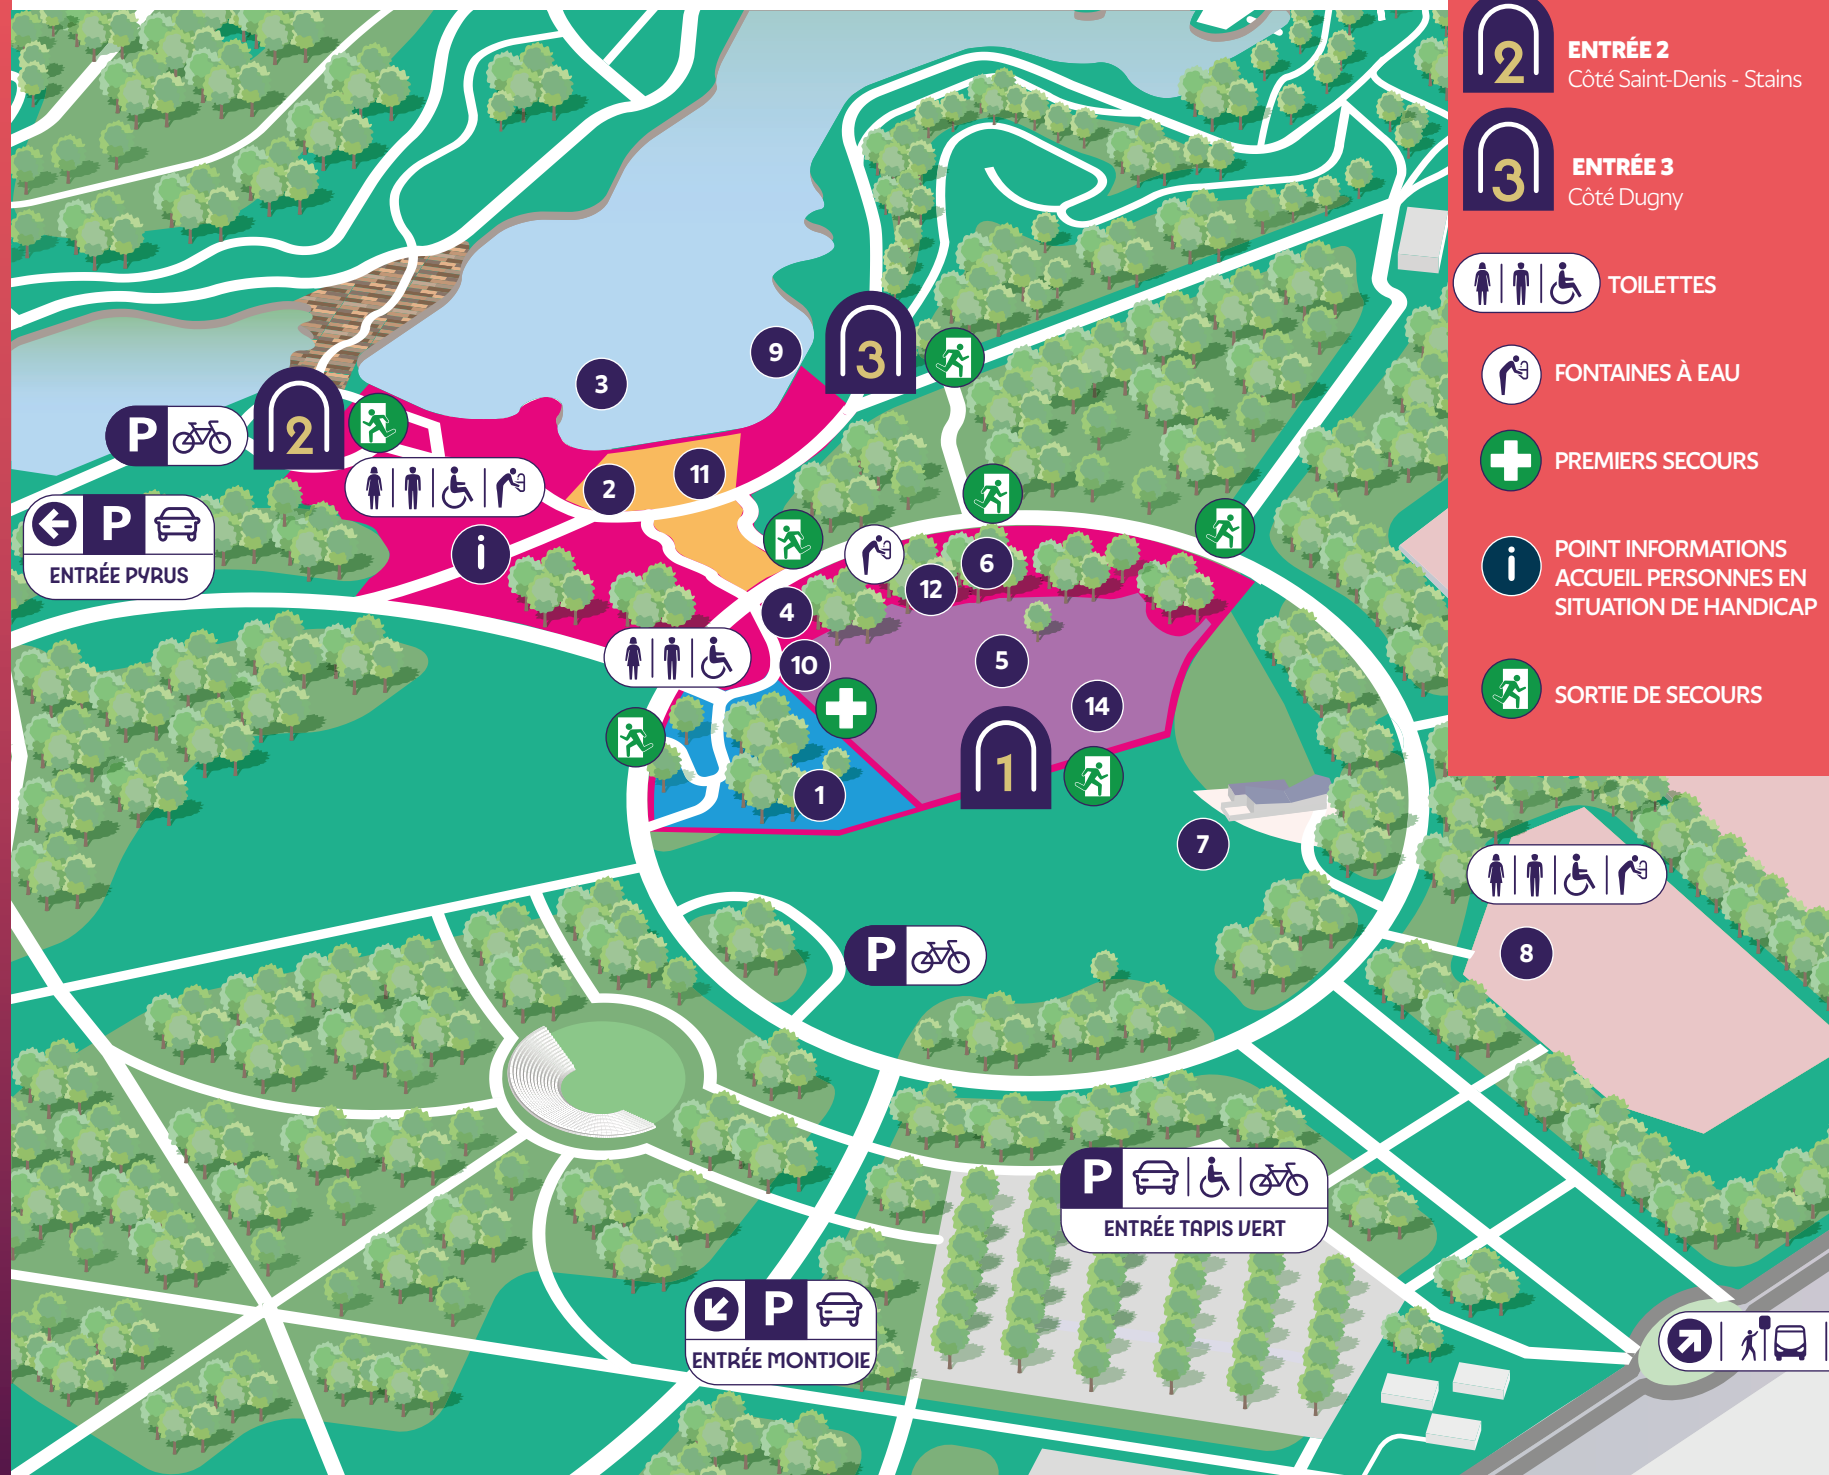 2
ENTRÉE 2
Côté Saint-Denis - Stains
3
ENTRÉE 3
Côté Dugny
TOILETTES
FONTAINES À EAU
PREMIERS SECOURS
i
POINT INFORMATIONS
ACCUEIL PERSONNES EN
SITUATION DE HANDICAP
SORTIE DE SECOURS
9
3
3
P
2
11
2
P
ENTRÉE PYRUS
i
6
12
4
5
10
14
1
1
7
8
P
P
ENTRÉE TAPIS VERT
P
ENTRÉE MONTJOIE